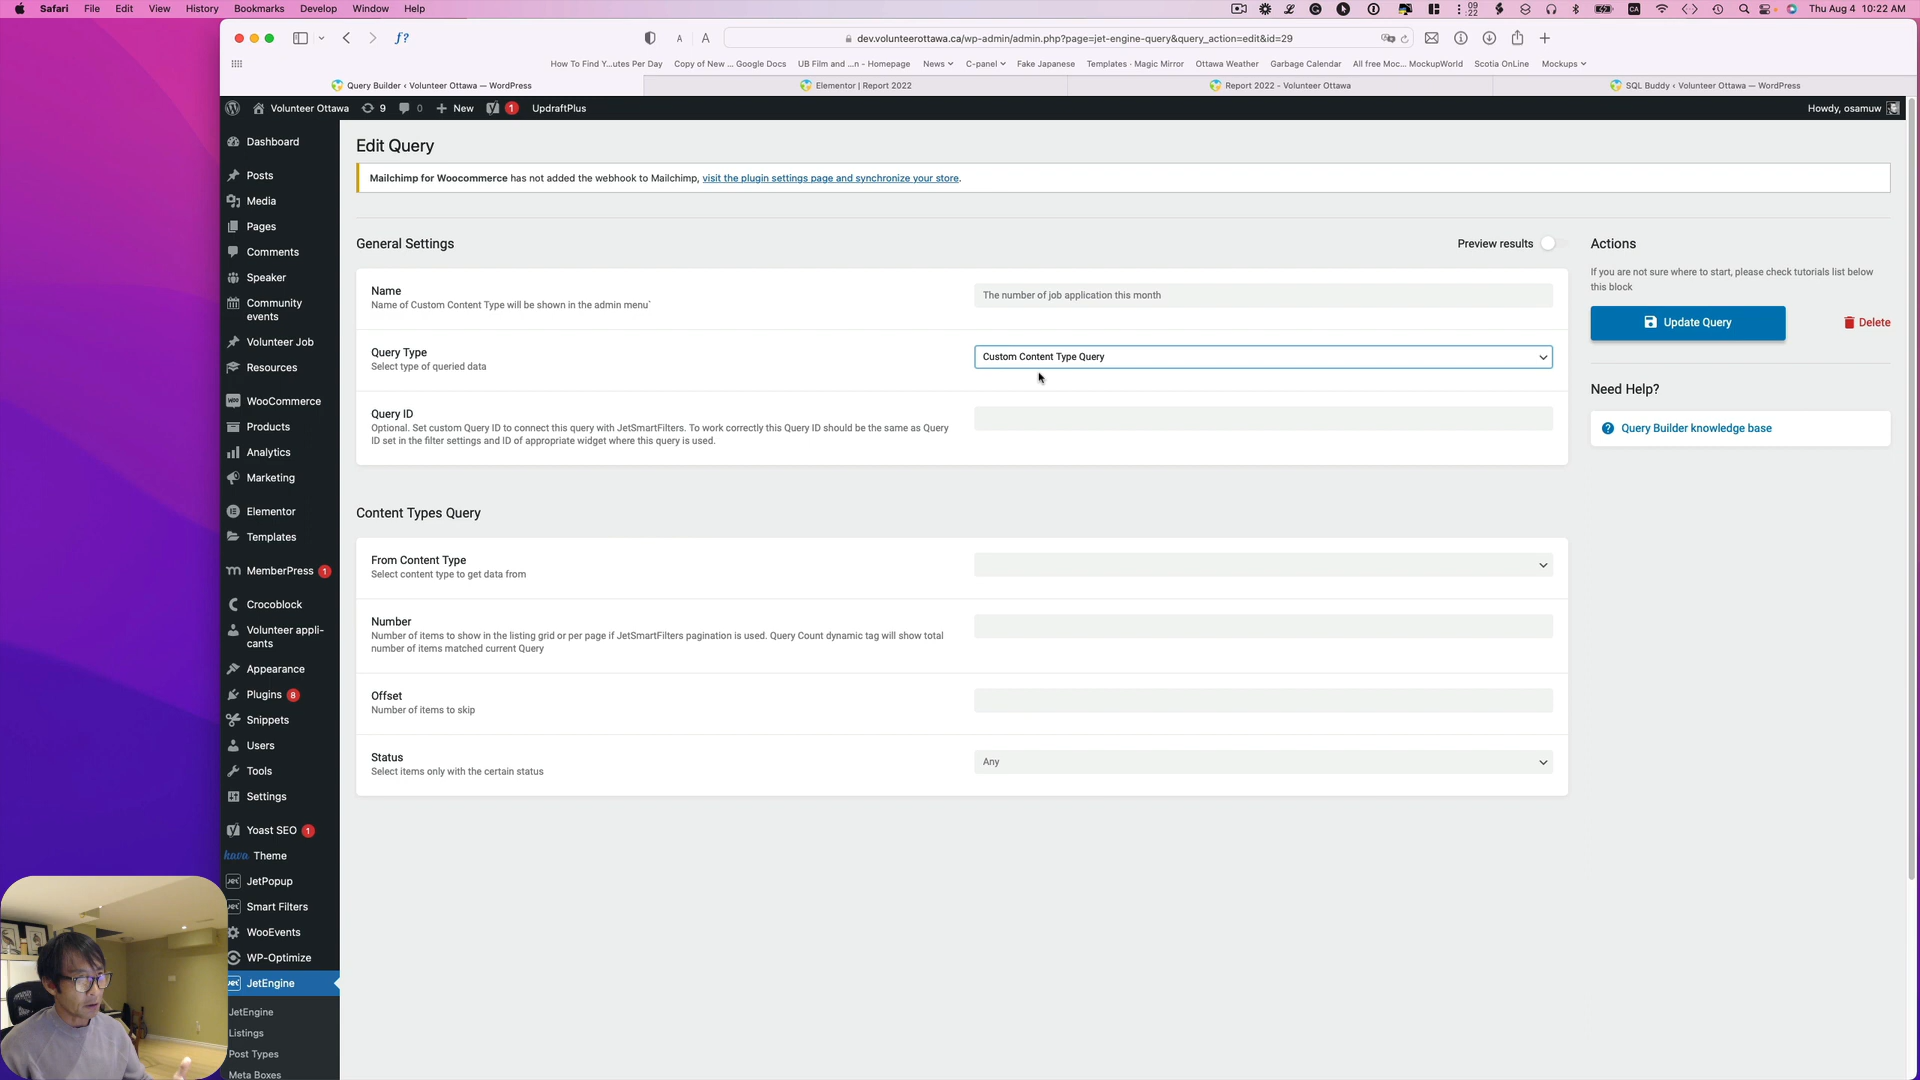 Safari File Edit View History Bookmarks Develop Window Help
Thu Aug 4 10:22 AM
dev.volunteerottawa.ca/wp-admin/admin.php?page=jet-engine-query&query_action=edit&id=29
How To Find Y...utes Per Day Copy of New ... Google Docs UB Film and ...n - Homepage News C-panel Fake Japanese Templates - Magic Mirror Ottawa Weather Garbage Calendar All free Moc... MockupWorld Scotia OnLine Mockups
Query Builder ‹ Volunteer Ottawa — WordPress Elementor | Report 2022 Report 2022 - Volunteer Ottawa SQL Buddy ‹ Volunteer Ottawa — WordPress
Volunteer Ottawa 9 0 New 1 UpdraftPlus Howdy, osamuw
Dashboard
Posts
Media
Pages
Comments
Speaker
Community
events
Volunteer Job
Resources
WooCommerce
Products
Analytics
Marketing
Elementor
Templates
MemberPress 1
Crocoblock
Volunteer appli-
cants
Appearance
Plugins 8
Snippets
Users
Tools
Settings
Yoast SEO 1
kava Theme
JetPopup
Smart Filters
WooEvents
WP-Optimize
JetEngine
JetEngine
Listings
Post Types
Meta Boxes
Edit Query
Mailchimp for Woocommerce has not added the webhook to Mailchimp, visit the plugin settings page and synchronize your store.
General Settings Preview results
Name
Name of Custom Content Type will be shown in the admin menu`
The number of job application this month
Query Type
Select type of queried data
Custom Content Type Query
Query ID
Optional. Set custom Query ID to connect this query with JetSmartFilters. To work correctly this Query ID should be the same as Query
ID set in the filter settings and ID of appropriate widget where this query is used.
Content Types Query
From Content Type
Select content type to get data from
Number
Number of items to show in the listing grid or per page if JetSmartFilters pagination is used. Query Count dynamic tag will show total
number of items matched current Query
Offset
Number of items to skip
Status
Select items only with the certain status
Any
Actions
If you are not sure where to start, please check tutorials list below
this block
Update Query Delete
Need Help?
Query Builder knowledge base